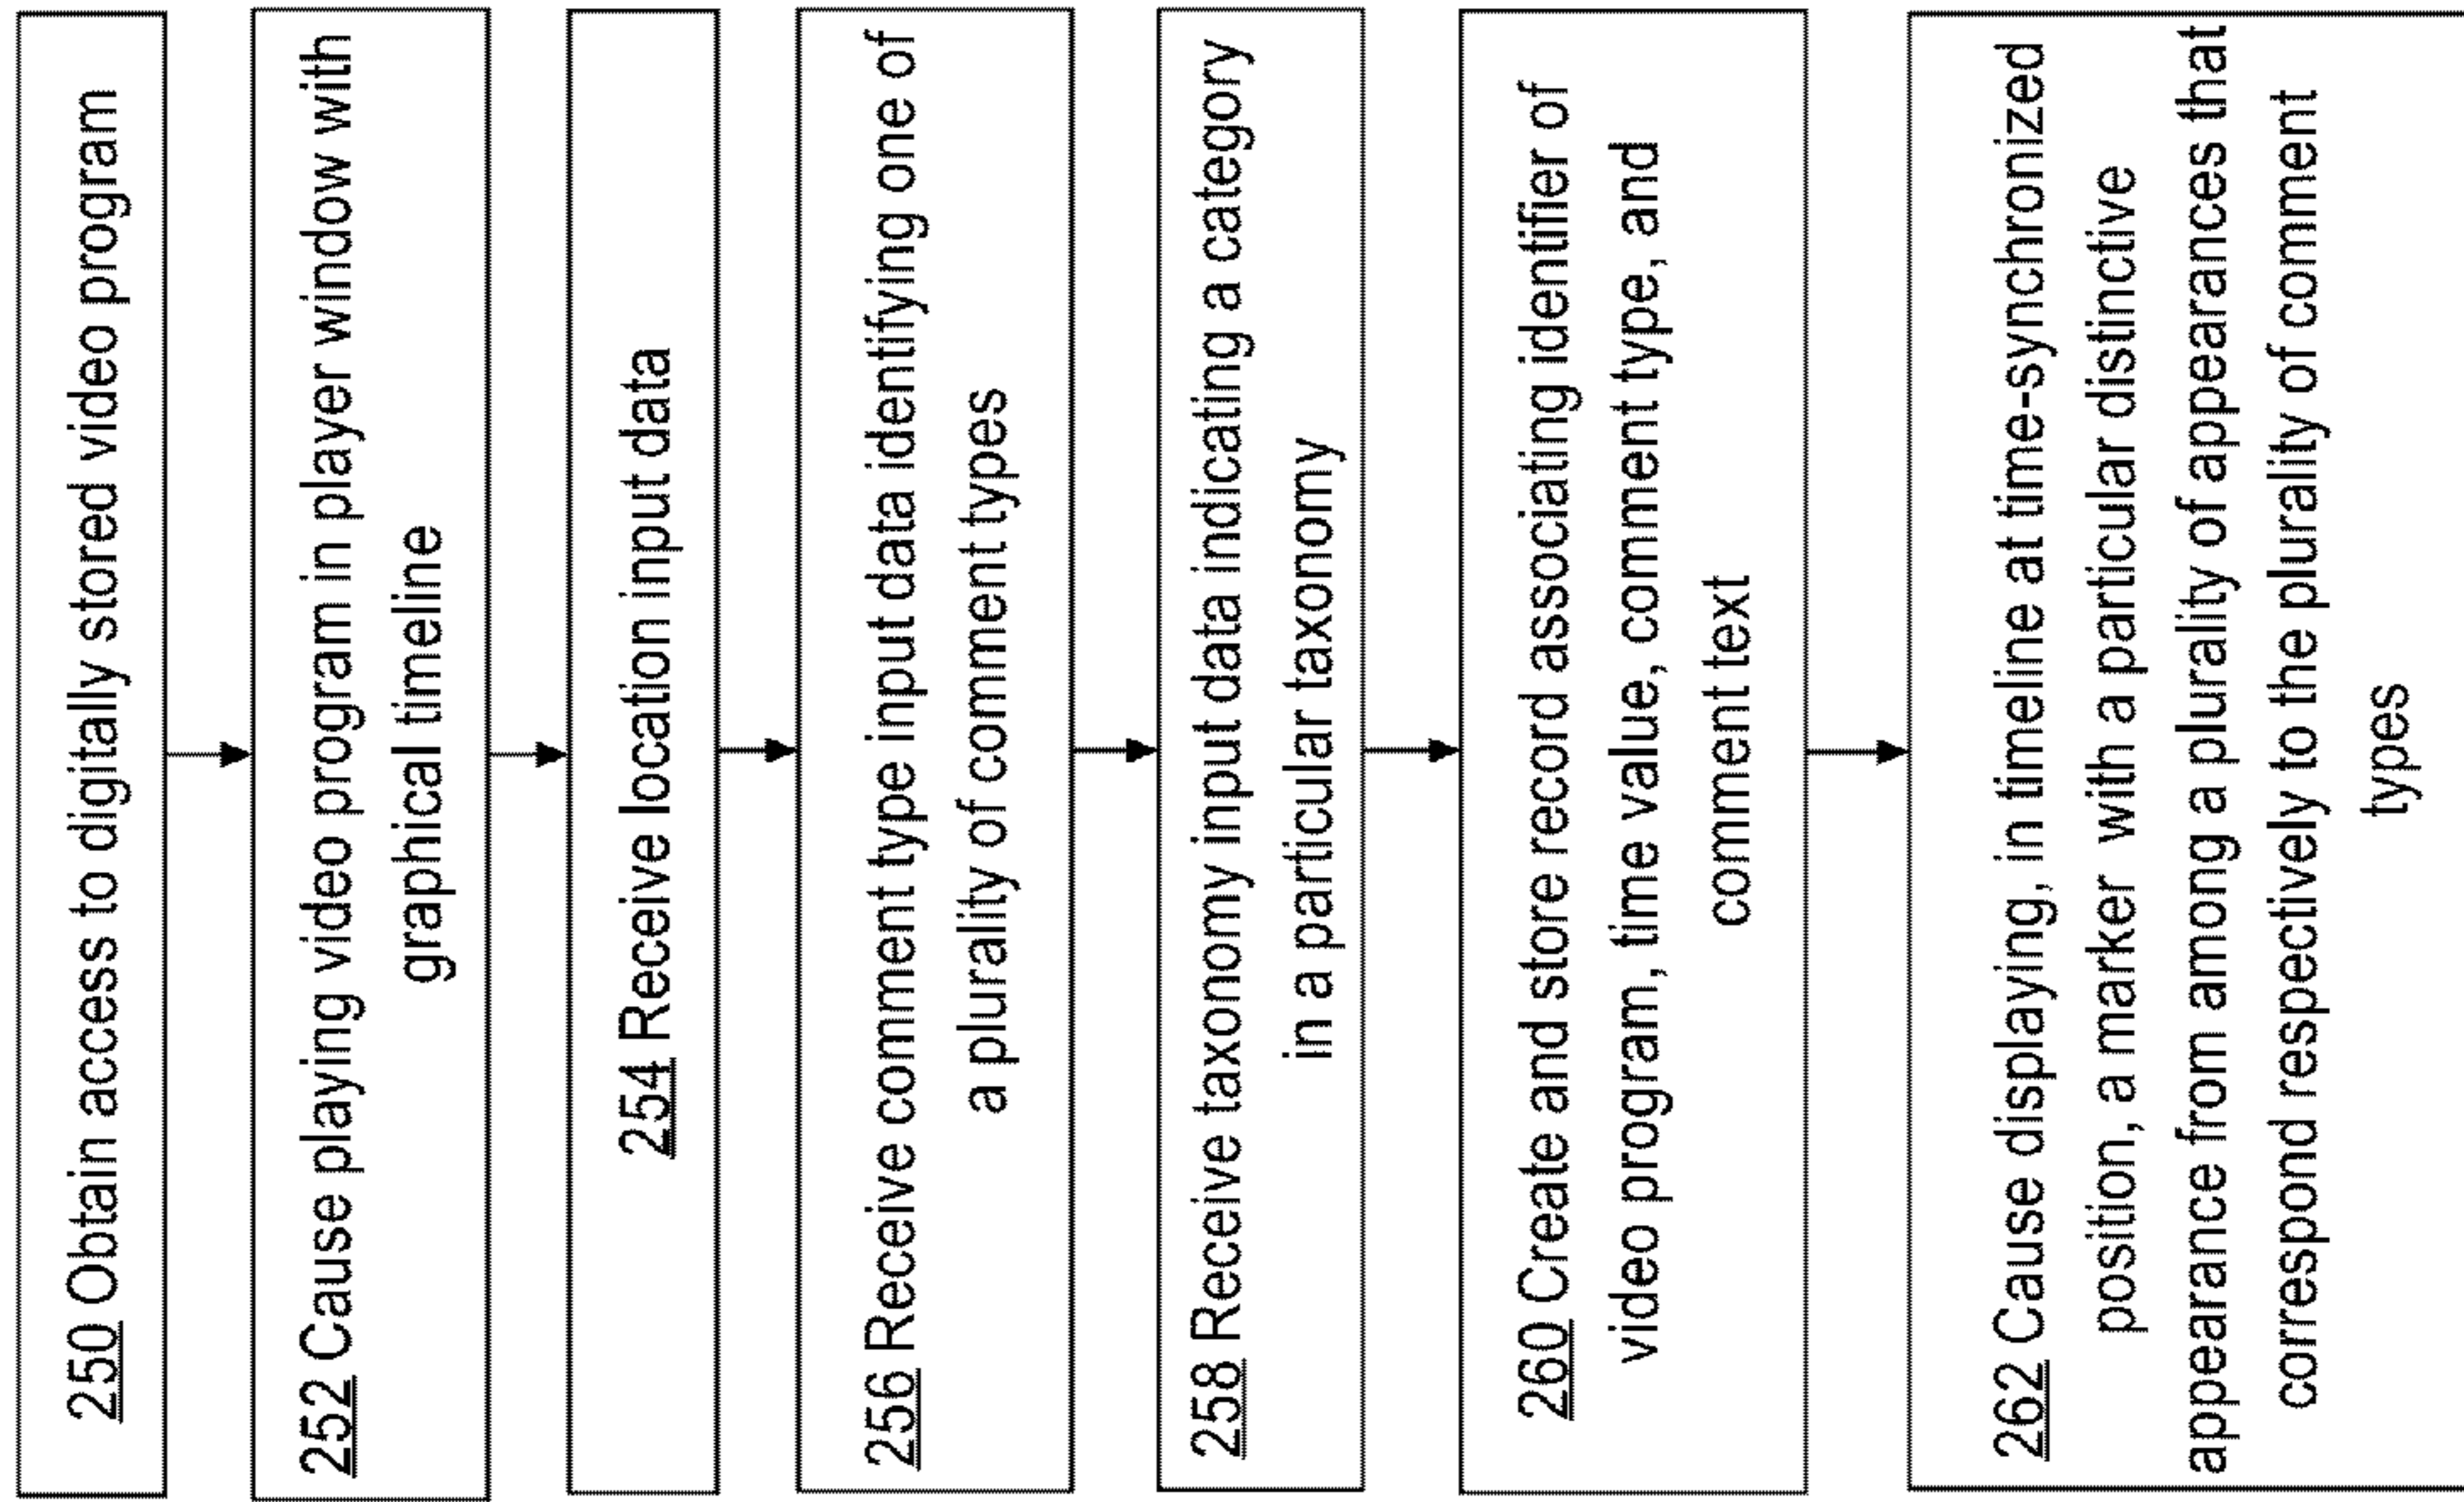 250 Obtain access to digitally stored video program
252 Cause playing video program in player window with
graphical timeline
254 Receive location input data
256 Receive comment type input data identifying one of
a plurality of comment types
258 Receive taxonomy input data indicating a category
in a particular taxonomy
260 Create and store record associating identifier of
video program, time value, comment type, and
comment text
262 Cause displaying, in timeline at time-synchronized
position, a marker with a particular distinctive
appearance from among a plurality of appearances that
correspond respectively to the plurality of comment
types